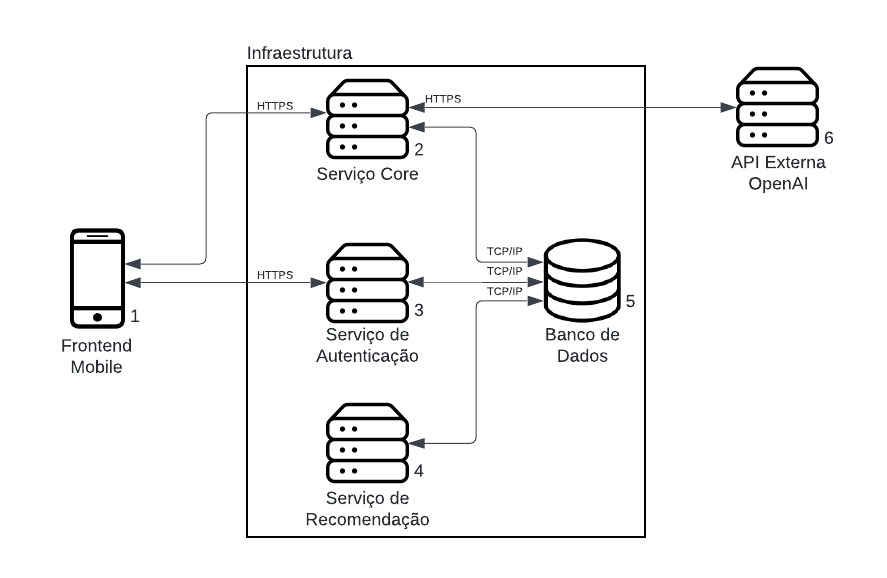 Infraestrutura
HTTPS
HTTPS
2
Serviço Core
6
API Externa
OpenAI
TCP/IP
HTTPS
TCP/IP
TCP/IP
1
Frontend
Mobile
3
Serviço de
Autenticação
5
Banco de
Dados
4
Serviço de
Recomendação